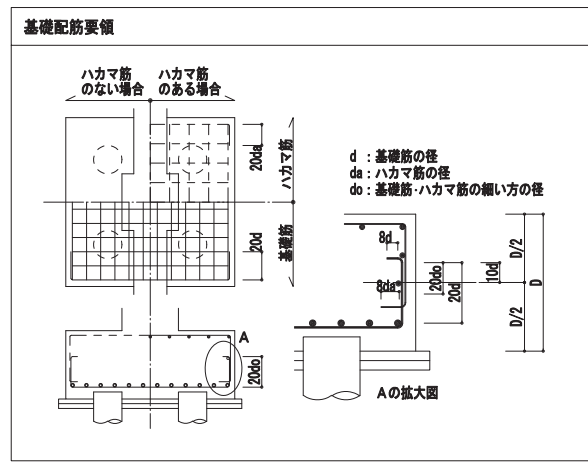 基礎配筋要領
ハカマ筋 ハカマ筋
のない場合 のある場合
20da
ハカマ筋
20d
基礎筋
d :基礎筋の径
da :ハカマ筋の径
do :基礎筋・ハカマ筋の細い方の径
8d
8da
20do
20d
10d
D/2
D/2
D
A
20do
Aの拡大図